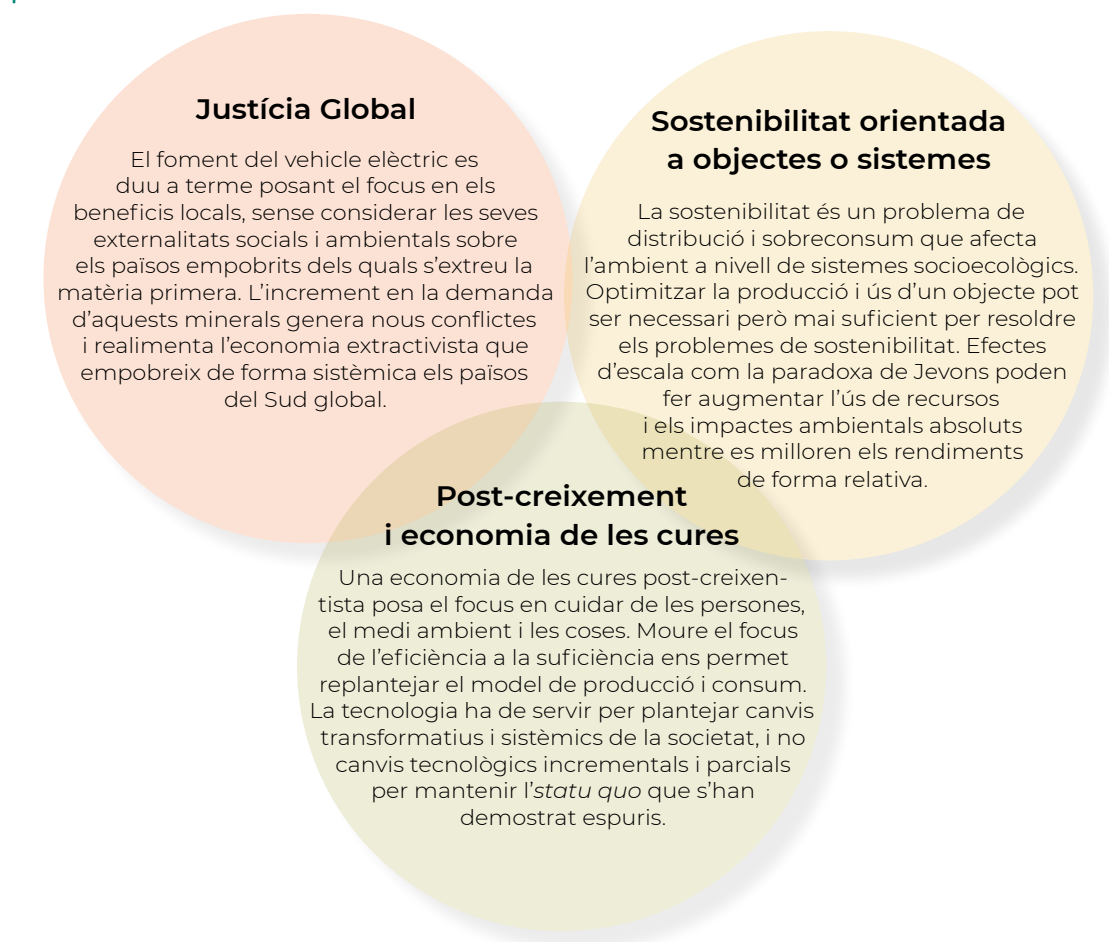 Justícia Global
El foment del vehicle elèctric es
duu a terme posant el focus en els
beneficis locals, sense considerar les seves
externalitats socials i ambientals sobre
els països empobrits dels quals s’extreu la
matèria primera. L’increment en la demanda
d’aquests minerals genera nous conflictes
i realimenta l’economia extractivista que
empobreix de forma sistèmica els països
del Sud global.
Sostenibilitat orientada
a objectes o sistemes
La sostenibilitat és un problema de
distribució i sobreconsum que afecta
l’ambient a nivell de sistemes socioecològics.
Optimitzar la producció i ús d’un objecte pot
ser necessari però mai suficient per resoldre
els problemes de sostenibilitat. Efectes
d’escala com la paradoxa de Jevons poden
fer augmentar l’ús de recursos
i els impactes ambientals absoluts
mentre es milloren els rendiments
de forma relativa.
Post-creixement
i economia de les cures
Una economia de les cures post-creixen-
tista posa el focus en cuidar de les persones,
el medi ambient i les coses. Moure el focus
de l’eficiència a la suficiència ens permet
replantejar el model de producció i consum.
La tecnologia ha de servir per plantejar canvis
transformatius i sistèmics de la societat, i no
canvis tecnològics incrementals i parcials
per mantenir l’statu quo que s’han
demostrat espuris.